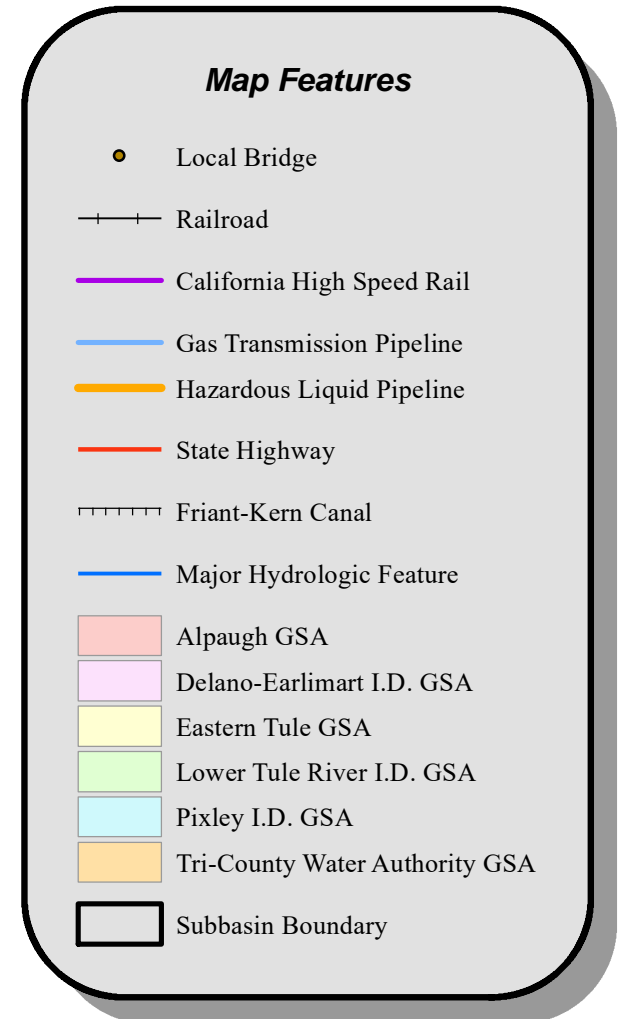 Map Features
Local Bridge
Railroad
California High Speed Rail
Gas Transmission Pipeline
Hazardous Liquid Pipeline
State Highway
Friant-Kern Canal
Major Hydrologic Feature
Alpaugh GSA
Delano-Earlimart I.D. GSA
Eastern Tule GSA
Lower Tule River I.D. GSA
Pixley I.D. GSA
Tri-County Water Authority GSA
Subbasin Boundary